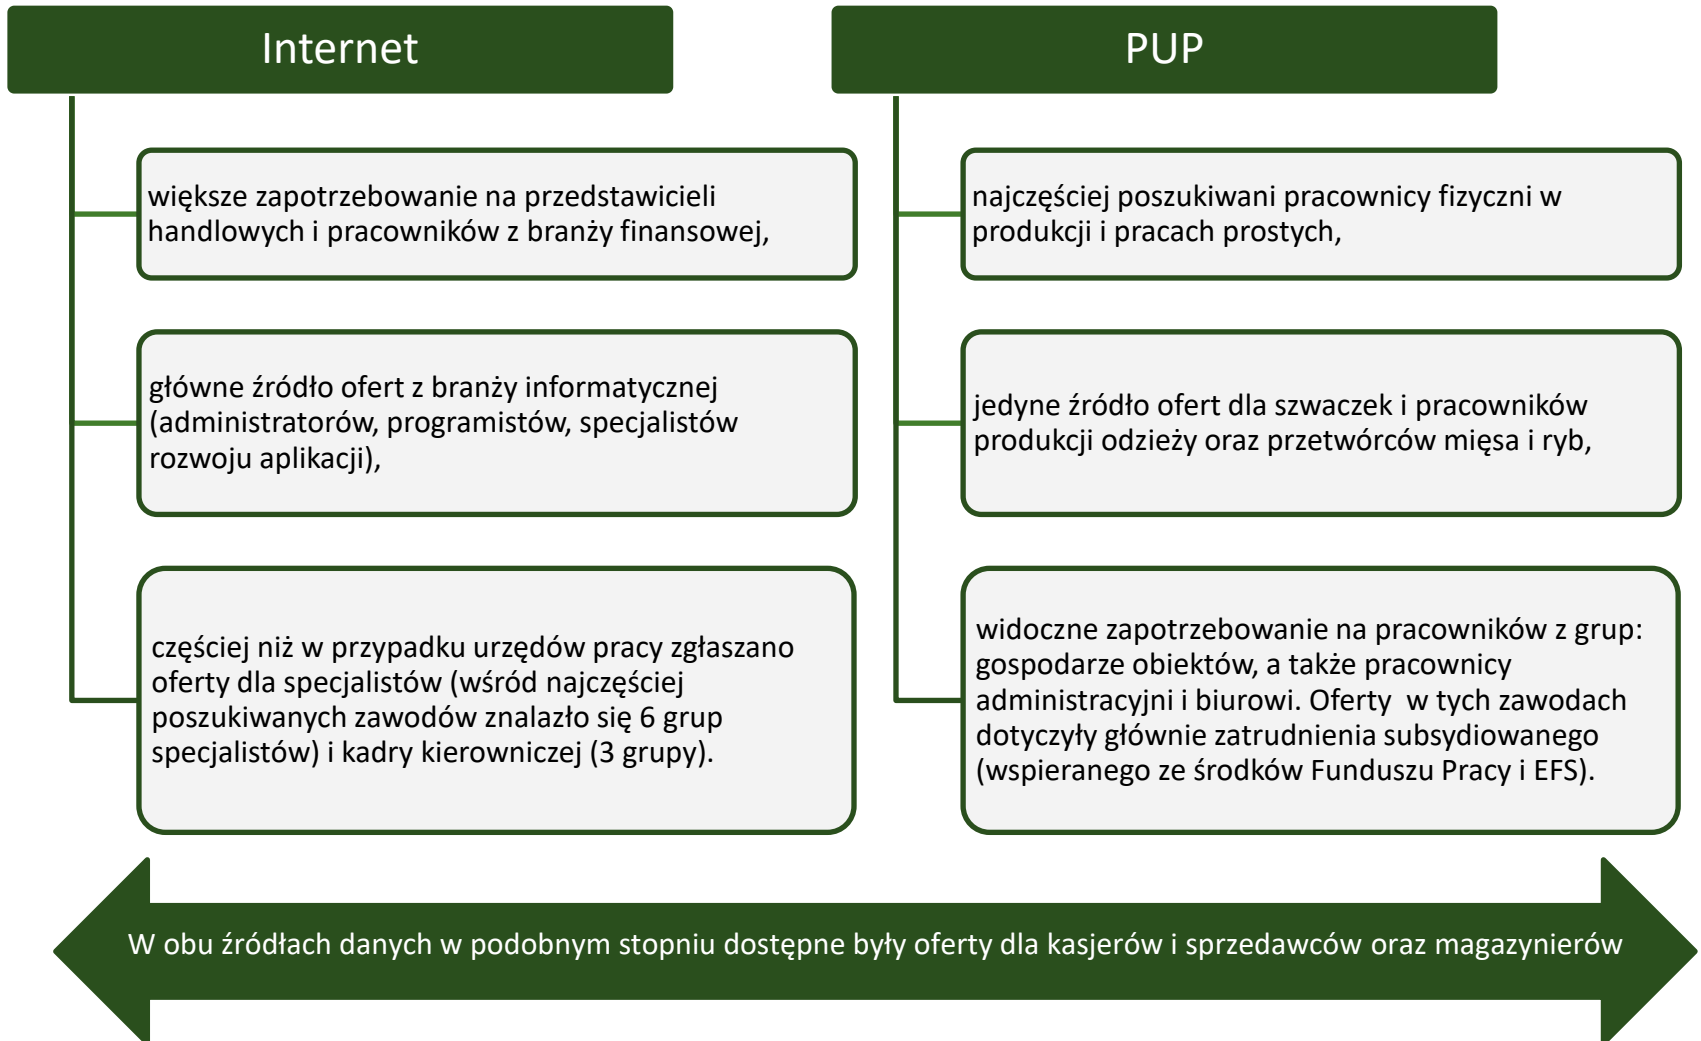 Internet
większe zapotrzebowanie na przedstawicieli
handlowych i pracowników z branży finansowej,
główne źródło ofert z branży informatycznej
(administratorów, programistów, specjalistów
rozwoju aplikacji),
częściej niż w przypadku urzędów pracy zgłaszano
oferty dla specjalistów (wśród najczęściej
poszukiwanych zawodów znalazło się 6 grup
specjalistów) i kadry kierowniczej (3 grupy).
PUP
najczęściej poszukiwani pracownicy fizyczni w
produkcji i pracach prostych,
jedyne źródło ofert dla szwaczek i pracowników
produkcji odzieży oraz przetwórców mięsa i ryb,
widoczne zapotrzebowanie na pracowników z grup:
gospodarze obiektów, a także pracownicy
administracyjni i biurowi. Oferty  w tych zawodach
dotyczyły głównie zatrudnienia subsydiowanego
(wspieranego ze środków Funduszu Pracy i EFS).
W obu źródłach danych w podobnym stopniu dostępne były oferty dla kasjerów i sprzedawców oraz magazynierów